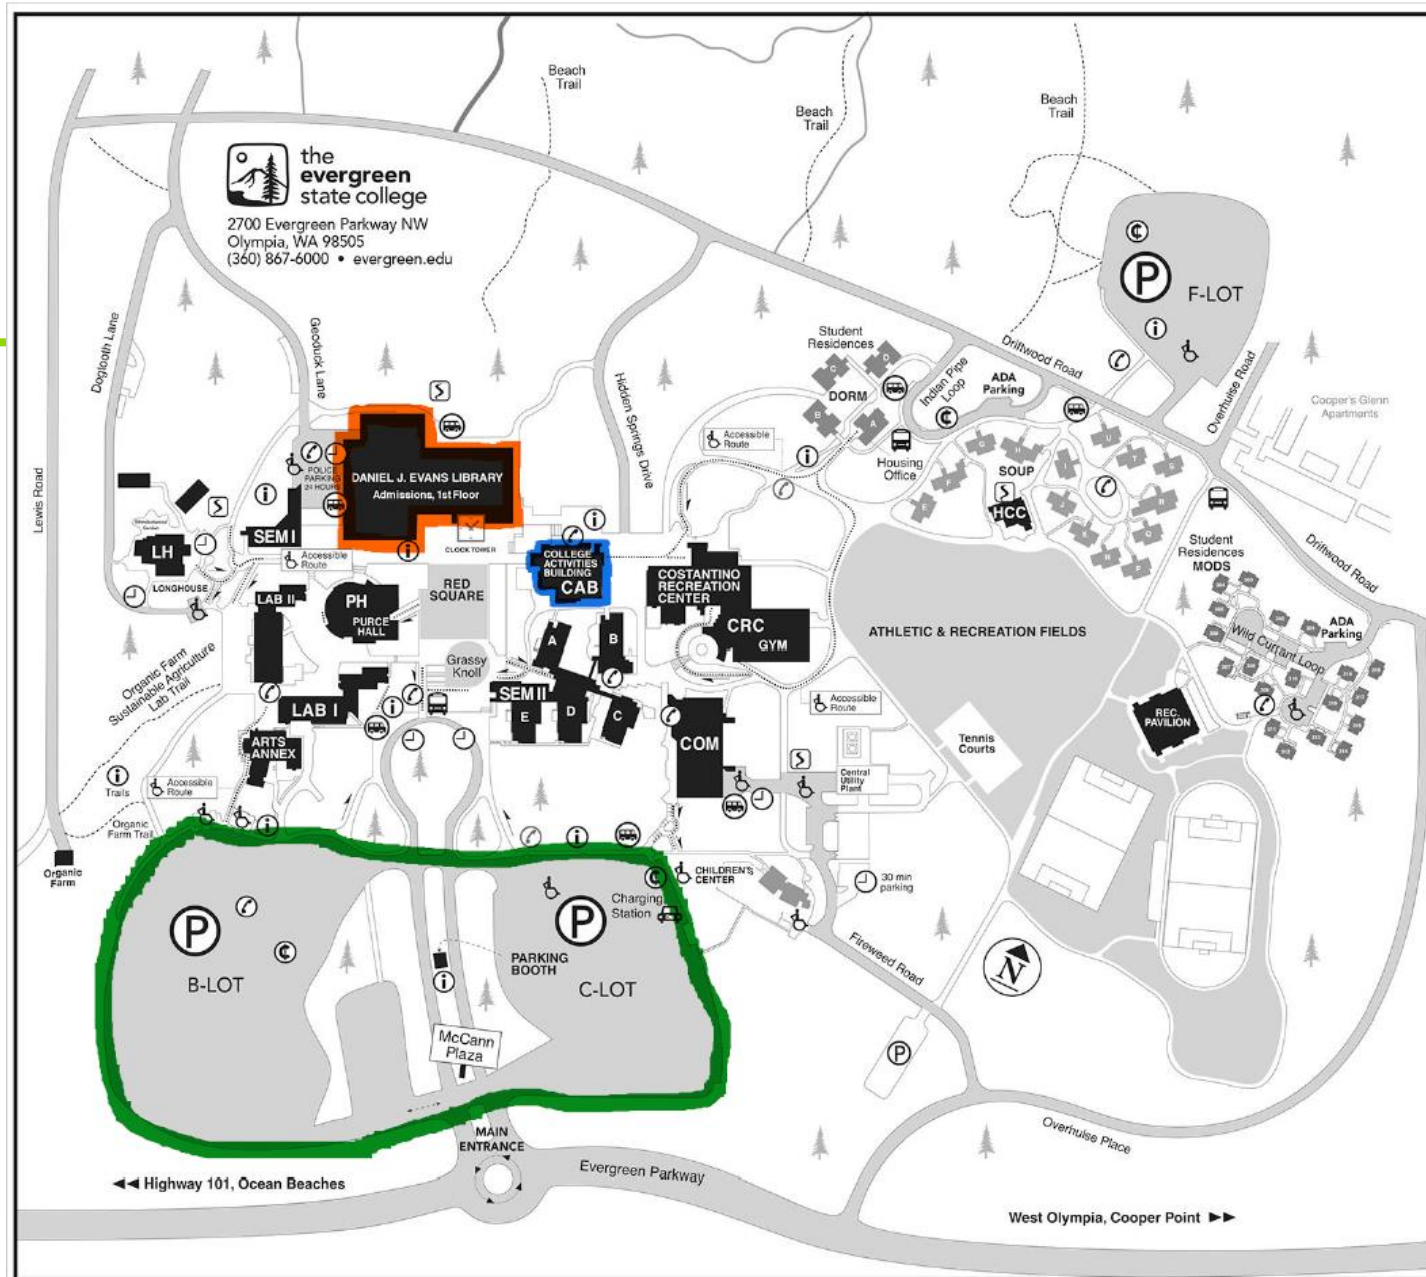 Beach
Trail
Beach
Trail
Beach
Trail
the
evergreen
state college
2700 Evergreen Parkway NW
Olympia, WA 98505
(360) 867-6000 • evergreen.edu
P
F-LOT
Dogtooth Lane
Geoduck Lane
Hidden Springs Drive
Student
Residences
C
D
DORM
B
A
Indian Pipe
Loop
ADA
Parking
Driftwood Road
Overhulse Road
Cooper's Glenn
Apartments
Accessible
Route
Housing
Office
SOUP
HCC
Lewis Road
POLICE
PARKING
24 HOURS
DANIEL J. EVANS LIBRARY
Admissions, 1st Floor
CLOCK TOWER
SEM I
Accessible
Route
LH
LONGHOUSE
COLLEGE
ACTIVITIES
BUILDING
CAB
COSTANTINO
RECREATION
CENTER
CRC
GYM
Student
Residences
MODS
Driftwood Road
LAB II
PH
PURCE
HALL
RED
SQUARE
Grassy
Knoll
A
B
ATHLETIC & RECREATION FIELDS
ADA
Parking
Wild Currant Loop
Organic Farm
Sustainable Agriculture
Lab Trail
LAB I
SEM II
E
D
C
COM
Accessible
Route
REC.
PAVILION
ARTS
ANNEX
Tennis
Courts
Central
Utility
Plant
Trails
Accessible
Route
Organic
Farm Trail
Organic
Farm
CHILDREN'S
CENTER
30 min
parking
Charging
Station
P
B-LOT
P
C-LOT
PARKING
BOOTH
Fireweed Road
N
McCann
Plaza
P
MAIN
ENTRANCE
Overhulse Place
Highway 101, Ocean Beaches
Evergreen Parkway
West Olympia, Cooper Point